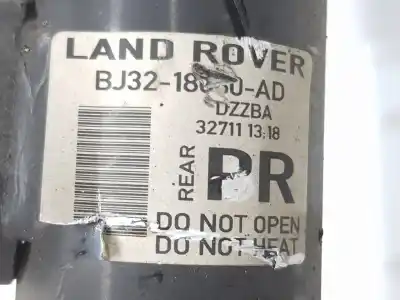 LAND ROVER
DZZBA
32711 13:18
REAR
PR
DO NOT OPEN
DO NOT HEAT